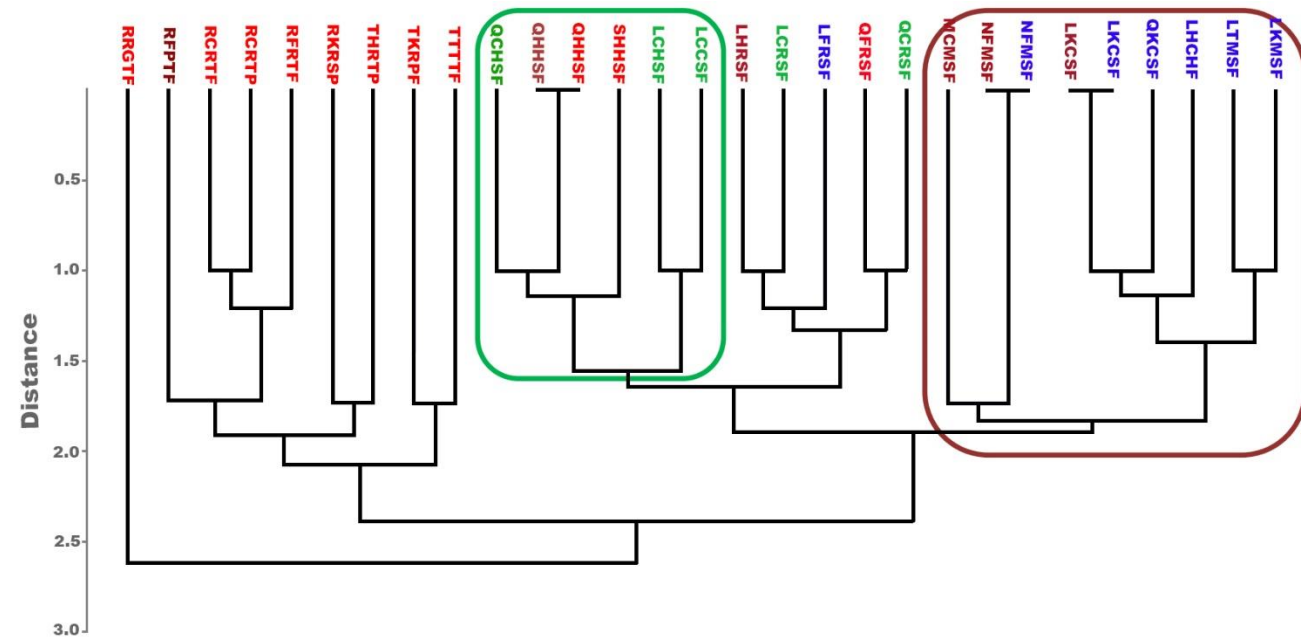 RRGTF
RFPTF
RCRTF
RCRTP
RFRTF
RKRSP
THRTP
TKRPF
TTTTF
QCHSF
QHHSF
QHHSF
SHHSF
LCHSF
LCCSF
LHRSF
LCRSF
LFRSF
QFRSF
QCRSF
NCMSF
NFMSF
NFMSF
LKCSF
LKCSF
QKCSF
LHCHF
LTMSF
LKMSF
0.5
1.0
1.5
2.0
2.5
3.0
Distance